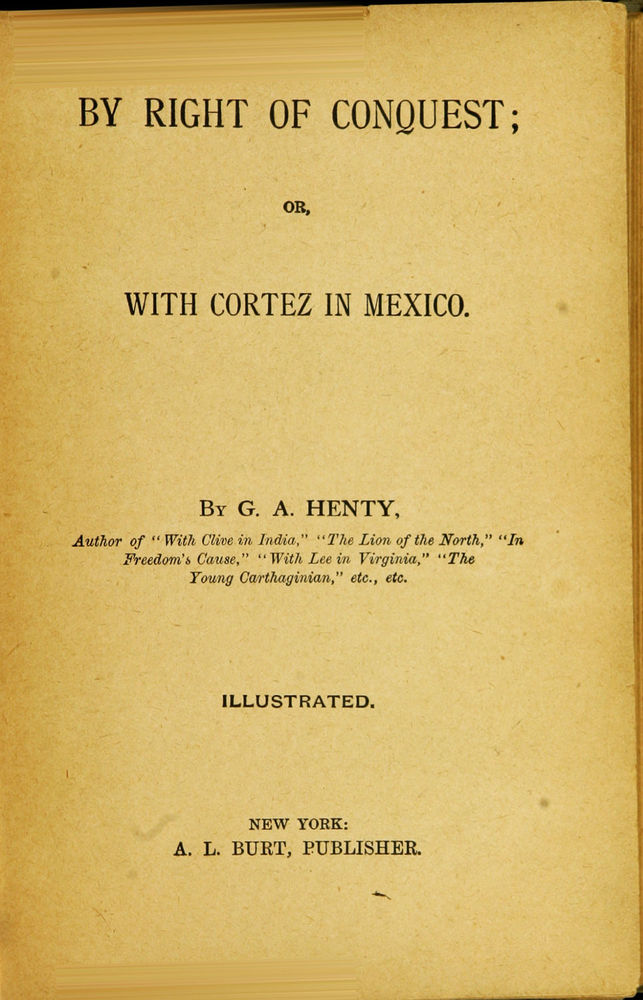 BY RIGHT OF CONQUEST;
OR,
WITH CORTEZ IN MEXICO.
BY G. A. HENTY,
Author of "With Clive in India," "The Lion of the North," "In
Freedom's Cause," "With Lee in Virginia," "The
Young Carthaginian," etc., etc.
ILLUSTRATED.
NEW YORK:
A. L. BURT, PUBLISHER.